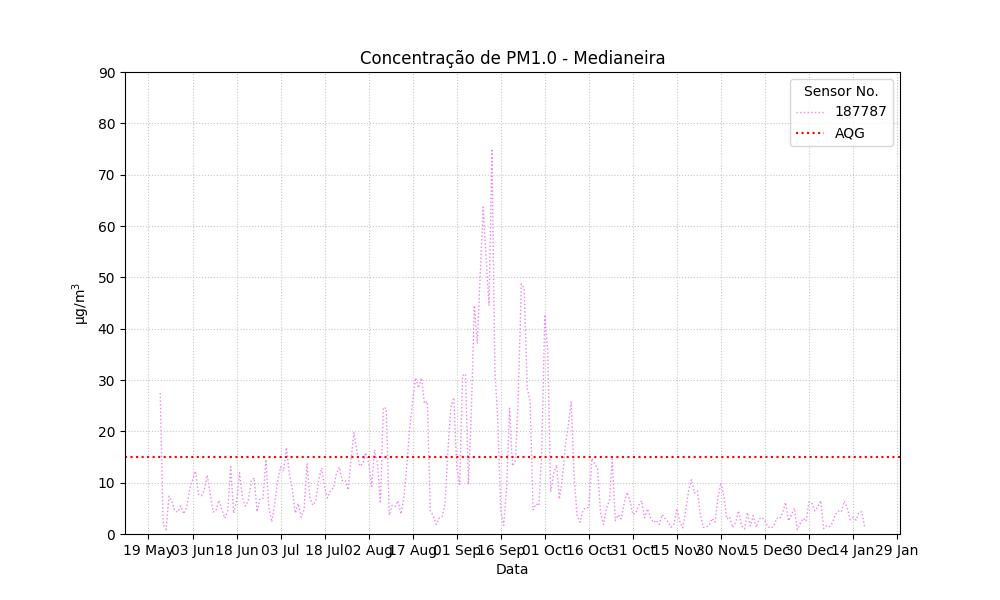 Concentração de PM1.0 - Medianeira
90
80
70
60
50
40
30
20
10
0
µg/m³
Sensor No.
187787
AQG
19 May 03 Jun 18 Jun 03 Jul 18 Jul 02 Aug 17 Aug 01 Sep 16 Sep 01 Oct 16 Oct 31 Oct 15 Nov 30 Nov 15 Dec 30 Dec 14 Jan 29 Jan
Data